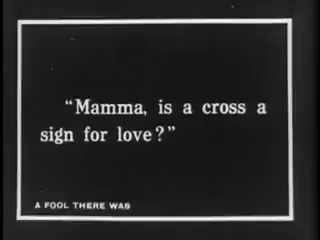 “Mamma, is a cross a
sign for love?”
A FOOL THERE WAS